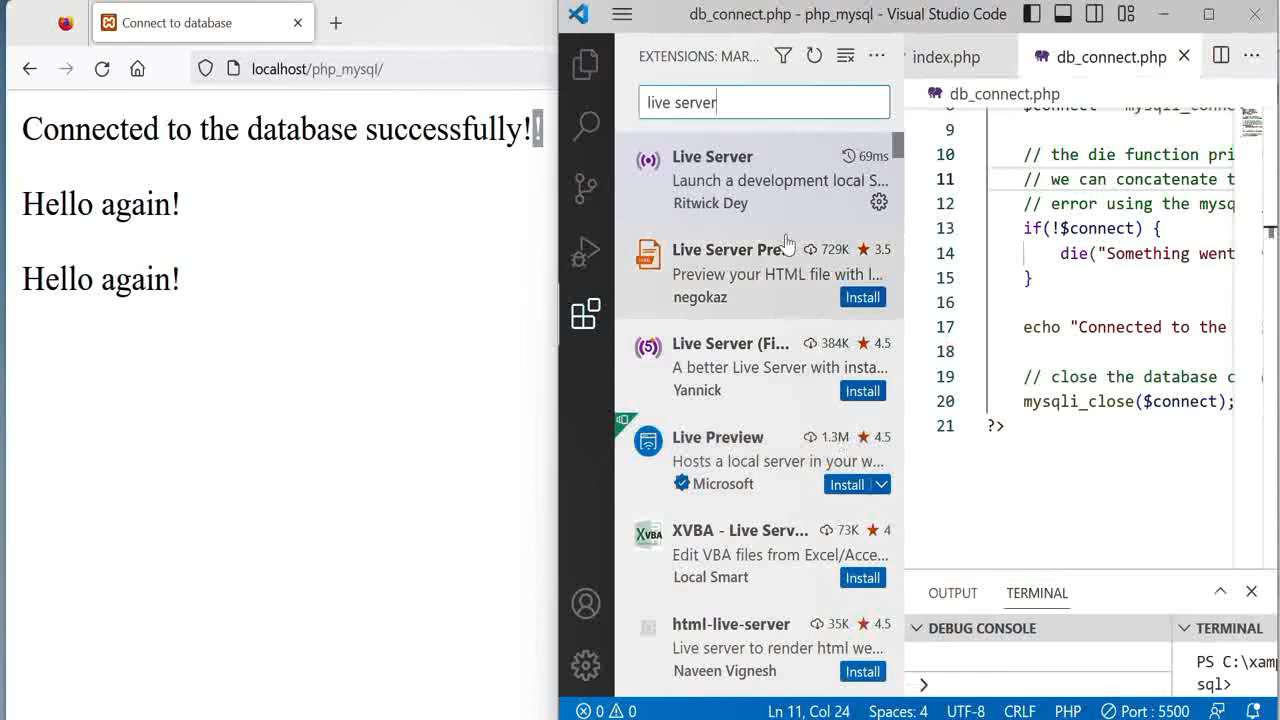 Connect to database
localhost/php_mysql/
Connected to the database successfully!!
Hello again!
Hello again!
db_connect.php - php_mysql - Visual Studio Code
EXTENSIONS: MAR...
live server
Live Server
69ms
Launch a development local S...
Ritwick Dey
Live Server Pre...
729K
3.5
Preview your HTML file with l...
negokaz
Install
Live Server (Fi...
384K
4.5
A better Live Server with insta...
Yannick
Install
Live Preview
1.3M
4.5
Hosts a local server in your w...
Microsoft
Install
XVBA - Live Serv...
73K
4
Edit VBA files from Excel/Acce...
Local Smart
Install
html-live-server
35K
4.5
Live server to render html we...
Naveen Vignesh
Install
index.php
db_connect.php
db_connect.php
9
10 // the die function pri
11 // we can concatenate t
12 // error using the mysq
13 if(!$connect) {
14 die("Something went
15 }
16
17 echo "Connected to the
18
19 // close the database c
20 mysqli_close($connect);
21 ?>
OUTPUT
TERMINAL
DEBUG CONSOLE
TERMINAL
PS C:\xam
sql>
0
0
Ln 11, Col 24
Spaces: 4
UTF-8
CRLF
PHP
Port : 5500